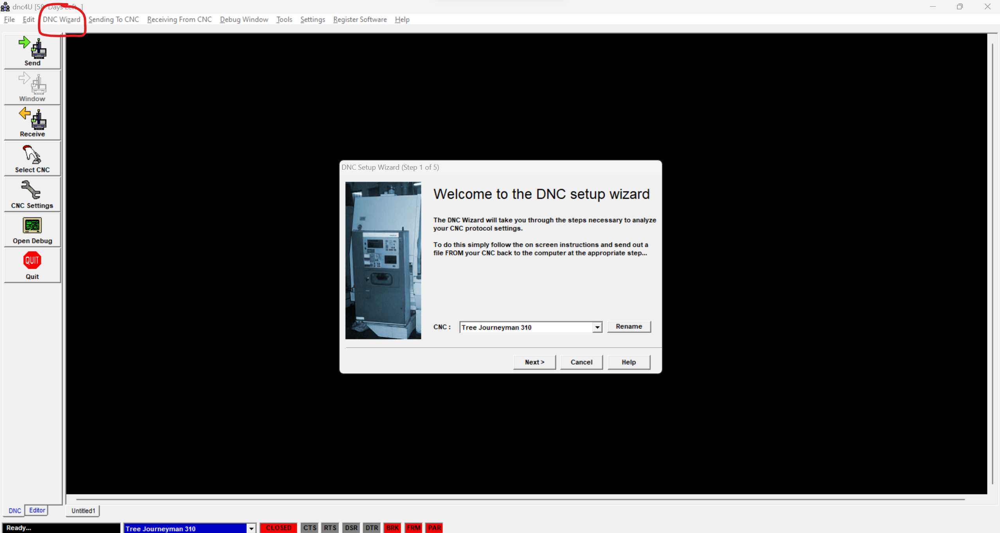 dnc4U [58 Days Left..]
File Edit DNC Wizard Sending To CNC Receiving From CNC Debug Window Tools Settings Register Software Help
Send
Window
Receive
Select CNC
CNC Settings
Open Debug
QUIT
Quit
DNC Setup Wizard (Step 1 of 5)
Welcome to the DNC setup wizard
The DNC Wizard will take you through the steps necessary to analyze
your CNC protocol settings.
To do this simply follow the on screen instructions and send out a
file FROM your CNC back to the computer at the appropriate step...
CNC : Tree Journeyman 310 Rename
Next > Cancel Help
DNC Editor Untitled1
Ready... Tree Journeyman 310 CLOSED CTS RTS DSR DTR BRK FRM PAR